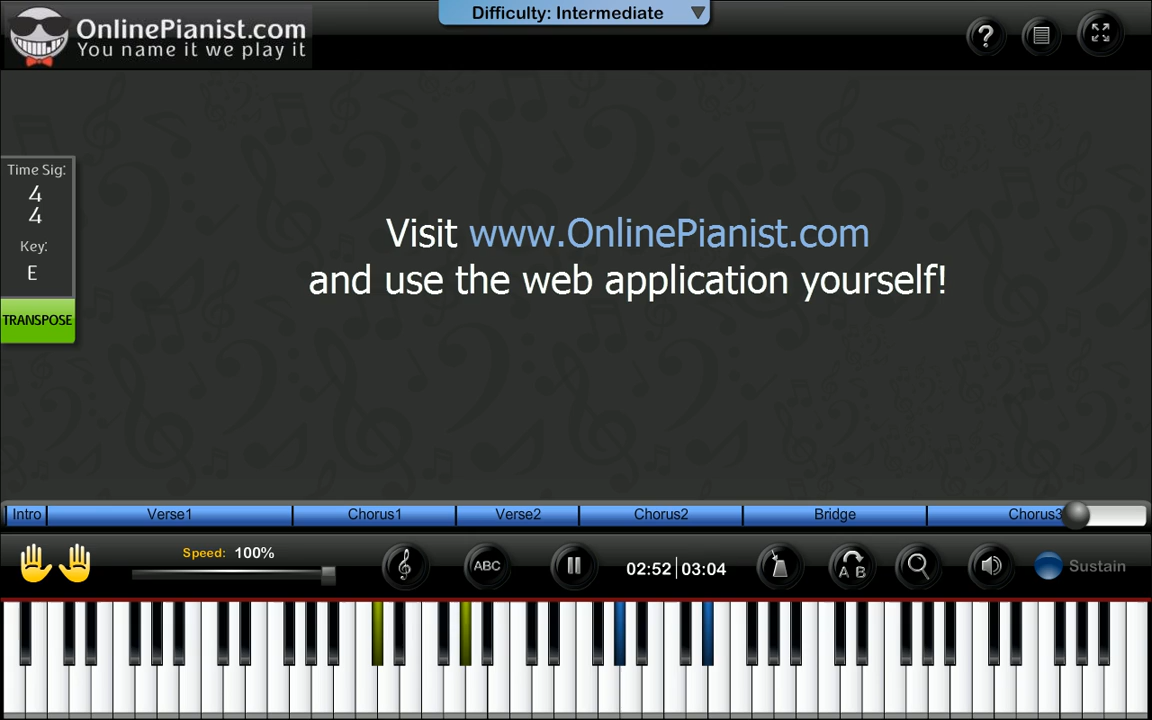 Difficulty: Intermediate
OnlinePianist.com
You name it we play it
?
Time Sig:
4
4
Key:
E
TRANSPOSE
Visit www.OnlinePianist.com
and use the web application yourself!
Intro Verse1 Chorus1 Verse2 Chorus2 Bridge Chorus3
Speed: 100%
ABC
02:52 03:04
A B
Sustain